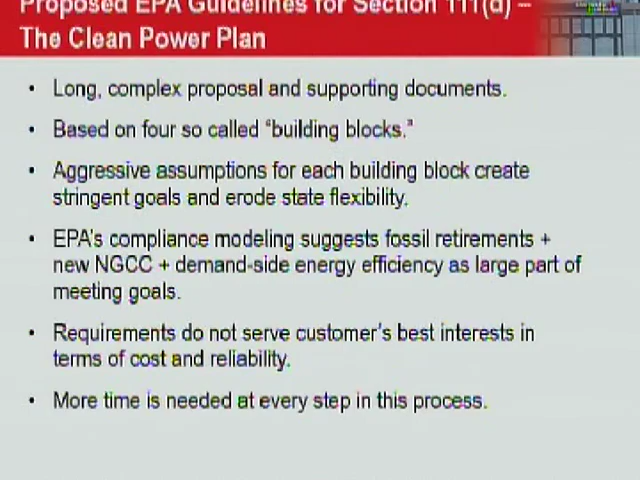 Proposed EPA Guidelines for Section 111(d) –
The Clean Power Plan
• Long, complex proposal and supporting documents.
• Based on four so called “building blocks.”
• Aggressive assumptions for each building block create
stringent goals and erode state flexibility.
• EPA’s compliance modeling suggests fossil retirements +
new NGCC + demand-side energy efficiency as large part of
meeting goals.
• Requirements do not serve customer’s best interests in
terms of cost and reliability.
• More time is needed at every step in this process.